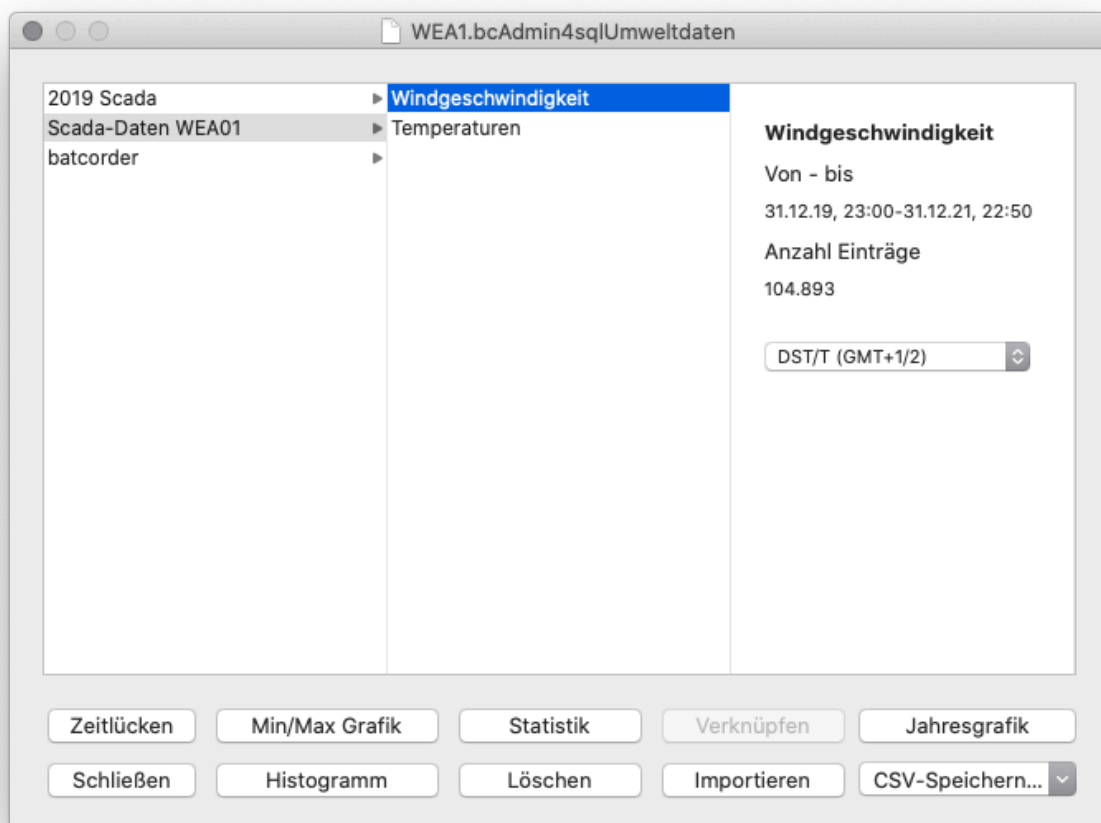 WEA1.bcAdmin4sqlUmweltdaten
2019 Scada
Scada-Daten WEA01
batcorder
Windgeschwindigkeit
Temperaturen
Windgeschwindigkeit
Von - bis
31.12.19, 23:00-31.12.21, 22:50
Anzahl Einträge
104.893
DST/T (GMT+1/2)
Zeitlücken
Min/Max Grafik
Statistik
Verknüpfen
Jahresgrafik
Schließen
Histogramm
Löschen
Importieren
CSV-Speichern...